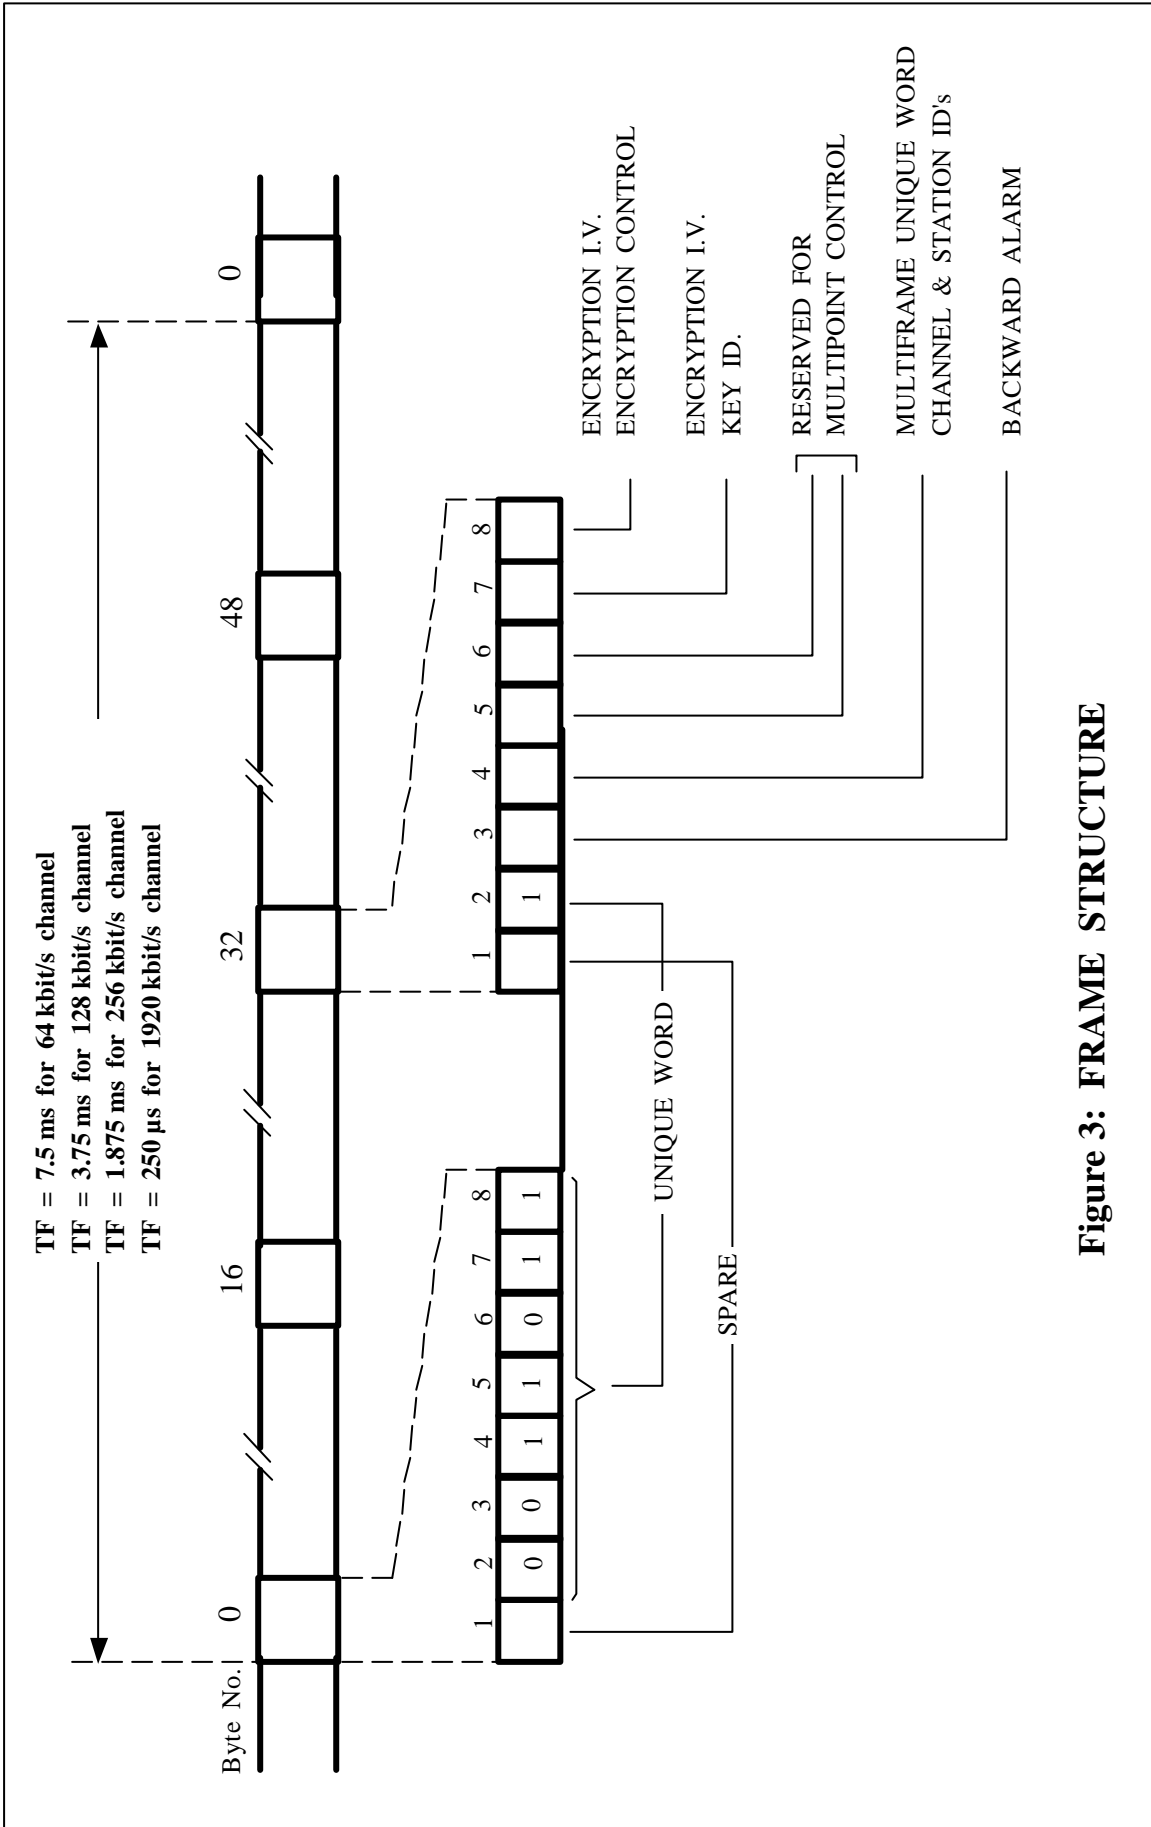 TF = 7.5 ms for 64 kbit/s channel
TF = 3.75 ms for 128 kbit/s channel
TF = 1.875 ms for 256 kbit/s channel
TF = 250 µs for 1920 kbit/s channel
Byte No. 0 16 32 48 0
1 2 3 4 5 6 7 8
0 0 1 1 0 1 1
1 2 3 4 5 6 7 8
1
UNIQUE WORD
SPARE
ENCRYPTION I.V.
ENCRYPTION CONTROL
ENCRYPTION I.V.
KEY ID.
RESERVED FOR
MULTIPOINT CONTROL
MULTIFRAME UNIQUE WORD
CHANNEL & STATION ID's
BACKWARD ALARM
Figure 3: FRAME STRUCTURE